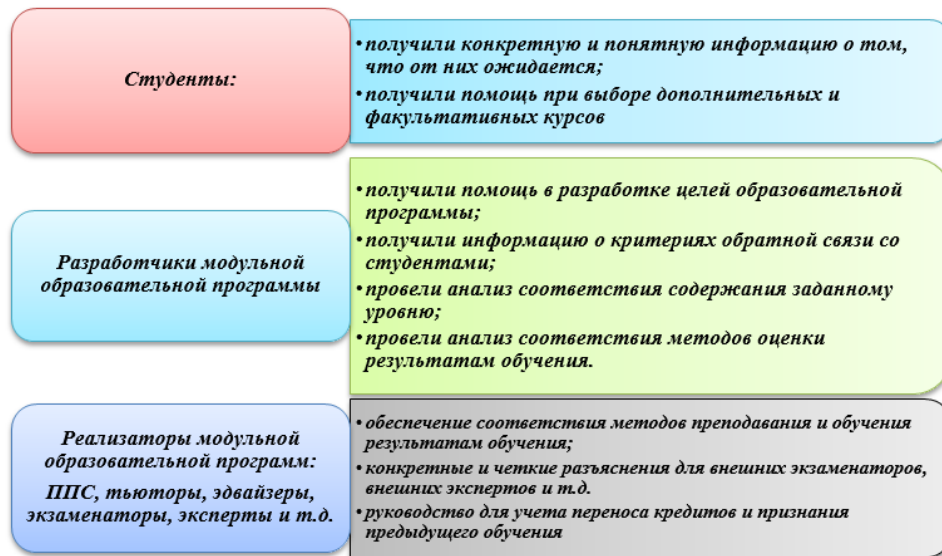 Студенты:
•получили конкретную и понятную информацию о том,
что от них ожидается;
•получили помощь при выборе дополнительных и
факультативных курсов
Разработчики модульной
образовательной программы
•получили помощь в разработке целей образовательной
программы;
•получили информацию о критериях обратной связи со
студентами;
•провели анализ соответствия содержания заданному
уровню;
•провели анализ соответствия методов оценки
результатам обучения.
Реализаторы модульной
образовательной программ:
ППС, тьюторы, эдвайзеры,
экзаменаторы, эксперты и т.д.
•обеспечение соответствия методов преподавания и обучения
результатам обучения;
•конкретные и четкие разъяснения для внешних экзаменаторов,
внешних экспертов и т.д.
•руководство для учета переноса кредитов и признания
предыдущего обучения